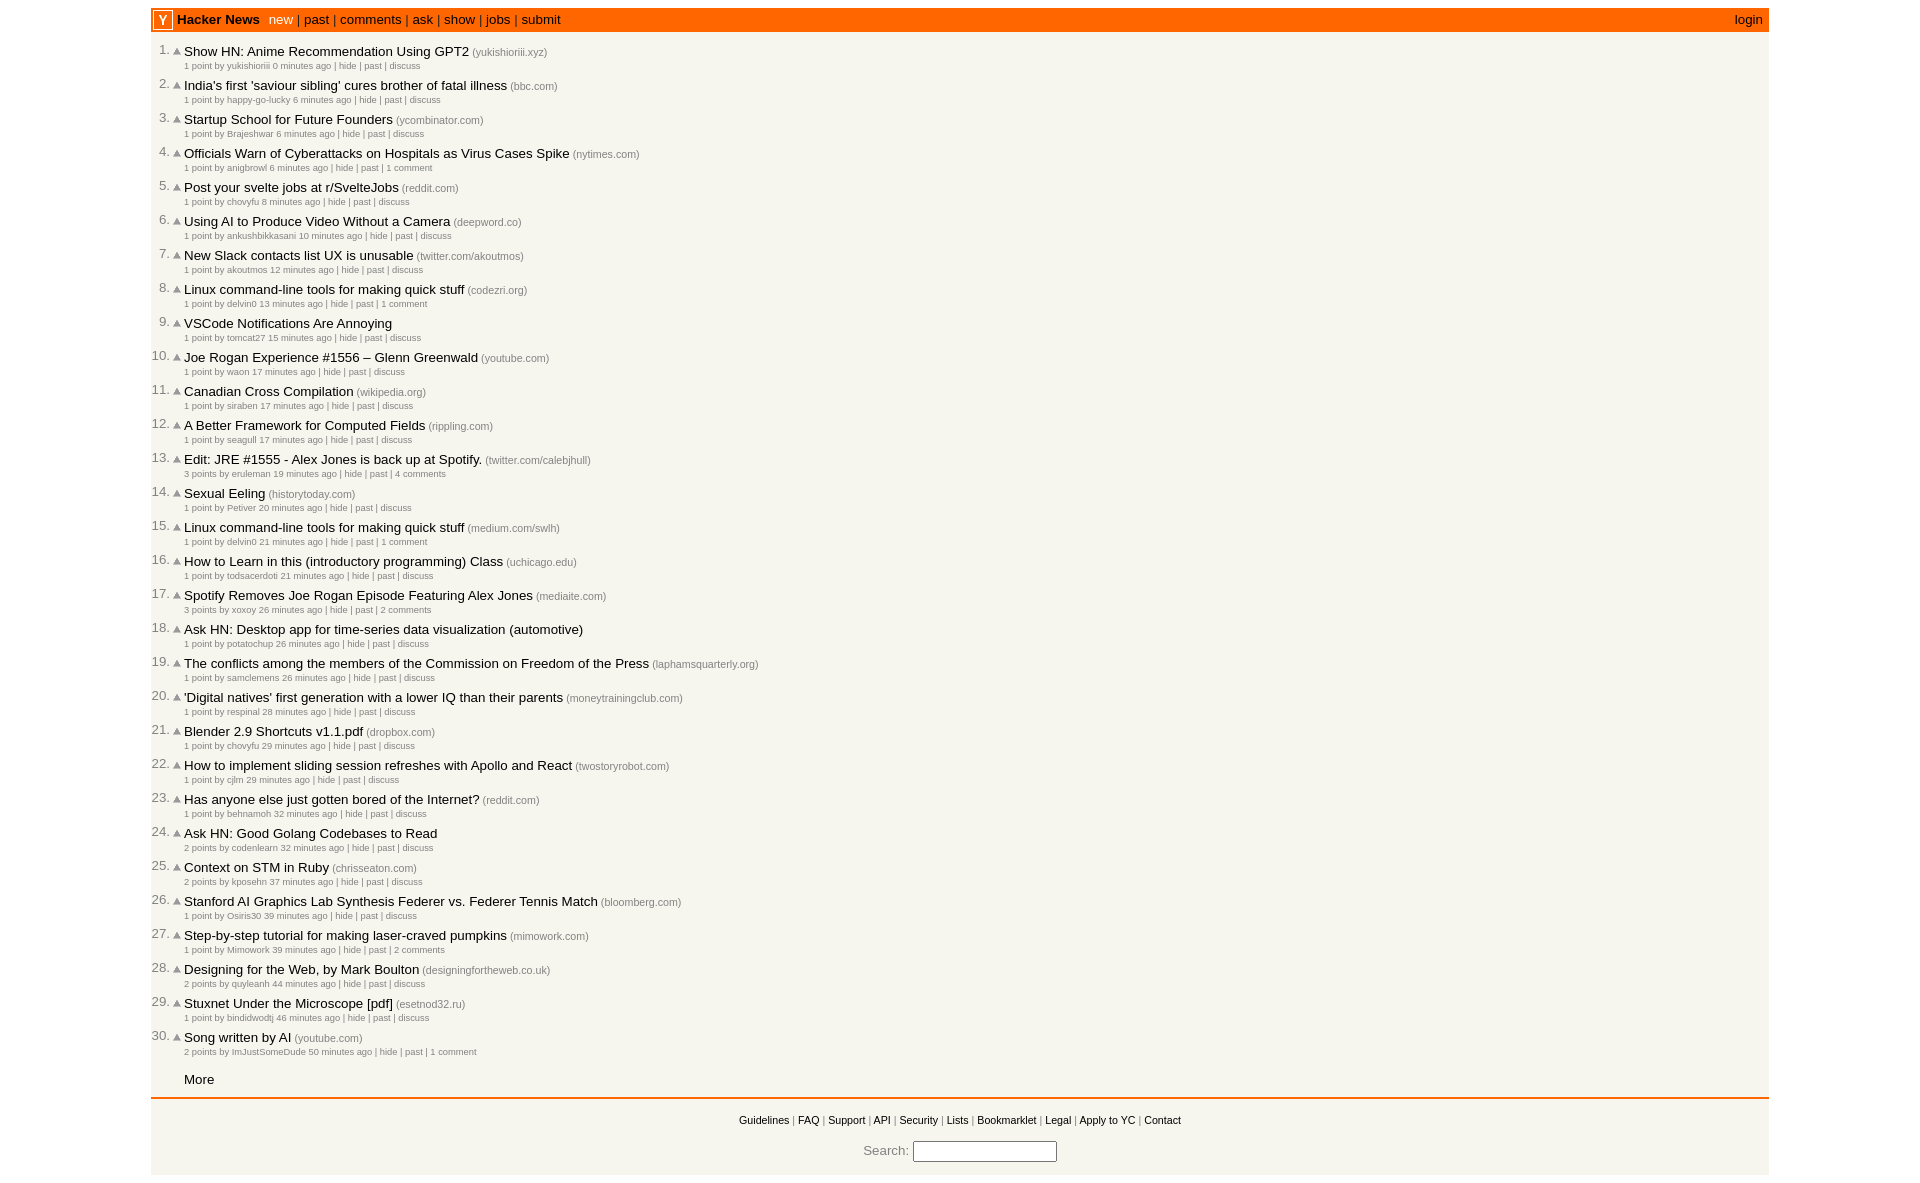 Y Hacker News new | past | comments | ask | show | jobs | submit login
1. Show HN: Anime Recommendation Using GPT2 (yukishioriii.xyz)
1 point by yukishioriii 0 minutes ago | hide | past | discuss
2. India's first 'saviour sibling' cures brother of fatal illness (bbc.com)
1 point by happy-go-lucky 6 minutes ago | hide | past | discuss
3. Startup School for Future Founders (ycombinator.com)
1 point by Brajeshwar 6 minutes ago | hide | past | discuss
4. Officials Warn of Cyberattacks on Hospitals as Virus Cases Spike (nytimes.com)
1 point by anigbrowl 6 minutes ago | hide | past | 1 comment
5. Post your svelte jobs at r/SvelteJobs (reddit.com)
1 point by chovyfu 8 minutes ago | hide | past | discuss
6. Using AI to Produce Video Without a Camera (deepword.co)
1 point by ankushbikkasani 10 minutes ago | hide | past | discuss
7. New Slack contacts list UX is unusable (twitter.com/akoutmos)
1 point by akoutmos 12 minutes ago | hide | past | discuss
8. Linux command-line tools for making quick stuff (codezri.org)
1 point by delvin0 13 minutes ago | hide | past | 1 comment
9. VSCode Notifications Are Annoying
1 point by tomcat27 15 minutes ago | hide | past | discuss
10. Joe Rogan Experience #1556 – Glenn Greenwald (youtube.com)
1 point by waon 17 minutes ago | hide | past | discuss
11. Canadian Cross Compilation (wikipedia.org)
1 point by siraben 17 minutes ago | hide | past | discuss
12. A Better Framework for Computed Fields (rippling.com)
1 point by seagull 17 minutes ago | hide | past | discuss
13. Edit: JRE #1555 - Alex Jones is back up at Spotify. (twitter.com/calebjhull)
3 points by eruleman 19 minutes ago | hide | past | 4 comments
14. Sexual Eeling (historytoday.com)
1 point by Petiver 20 minutes ago | hide | past | discuss
15. Linux command-line tools for making quick stuff (medium.com/swlh)
1 point by delvin0 21 minutes ago | hide | past | 1 comment
16. How to Learn in this (introductory programming) Class (uchicago.edu)
1 point by todsacerdoti 21 minutes ago | hide | past | discuss
17. Spotify Removes Joe Rogan Episode Featuring Alex Jones (mediaite.com)
3 points by xoxoy 26 minutes ago | hide | past | 2 comments
18. Ask HN: Desktop app for time-series data visualization (automotive)
1 point by potatochup 26 minutes ago | hide | past | discuss
19. The conflicts among the members of the Commission on Freedom of the Press (laphamsquarterly.org)
1 point by samclemens 26 minutes ago | hide | past | discuss
20. 'Digital natives' first generation with a lower IQ than their parents (moneytrainingclub.com)
1 point by respinal 28 minutes ago | hide | past | discuss
21. Blender 2.9 Shortcuts v1.1.pdf (dropbox.com)
1 point by chovyfu 29 minutes ago | hide | past | discuss
22. How to implement sliding session refreshes with Apollo and React (twostoryrobot.com)
1 point by cjlm 29 minutes ago | hide | past | discuss
23. Has anyone else just gotten bored of the Internet? (reddit.com)
1 point by behnamoh 32 minutes ago | hide | past | discuss
24. Ask HN: Good Golang Codebases to Read
2 points by codenlearn 32 minutes ago | hide | past | discuss
25. Context on STM in Ruby (chrisseaton.com)
2 points by kposehn 37 minutes ago | hide | past | discuss
26. Stanford AI Graphics Lab Synthesis Federer vs. Federer Tennis Match (bloomberg.com)
1 point by Osiris30 39 minutes ago | hide | past | discuss
27. Step-by-step tutorial for making laser-craved pumpkins (mimowork.com)
1 point by Mimowork 39 minutes ago | hide | past | 2 comments
28. Designing for the Web, by Mark Boulton (designingfortheweb.co.uk)
2 points by quyleanh 44 minutes ago | hide | past | discuss
29. Stuxnet Under the Microscope [pdf] (esetnod32.ru)
1 point by bindidwodtj 46 minutes ago | hide | past | discuss
30. Song written by AI (youtube.com)
2 points by ImJustSomeDude 50 minutes ago | hide | past | 1 comment
More
Guidelines | FAQ | Support | API | Security | Lists | Bookmarklet | Legal | Apply to YC | Contact
Search: